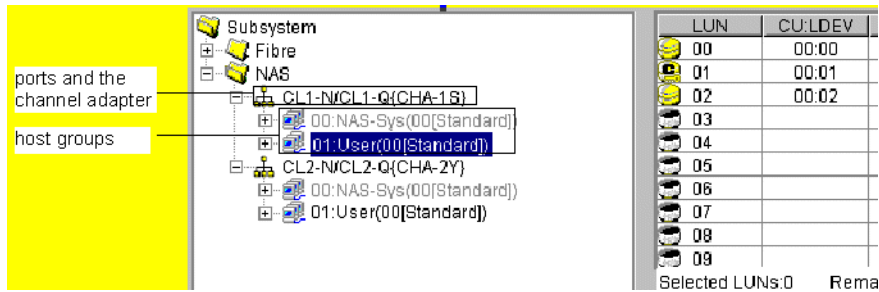 Subsystem
Fibre
NAS
ports and the
channel adapter
CL1-N/CL1-Q{CHA-1S}
00:NAS-Sys(00[Standard])
host groups
01:User(00[Standard])
CL2-N/CL2-Q{CHA-2Y}
00:NAS-Sys(00[Standard])
01:User(00[Standard])
LUN CU:LDEV
00 00:00
01 00:01
02 00:02
03
04
05
06
07
08
09
Selected LUNs:0 Rema